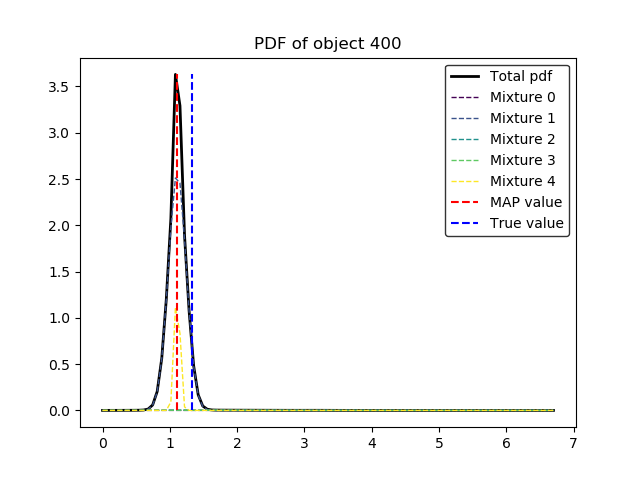 PDF of object 400
Total pdf
Mixture 0
Mixture 1
Mixture 2
Mixture 3
Mixture 4
MAP value
True value
3.5
3.0
2.5
2.0
1.5
1.0
0.5
0.0
0 1 2 3 4 5 6 7